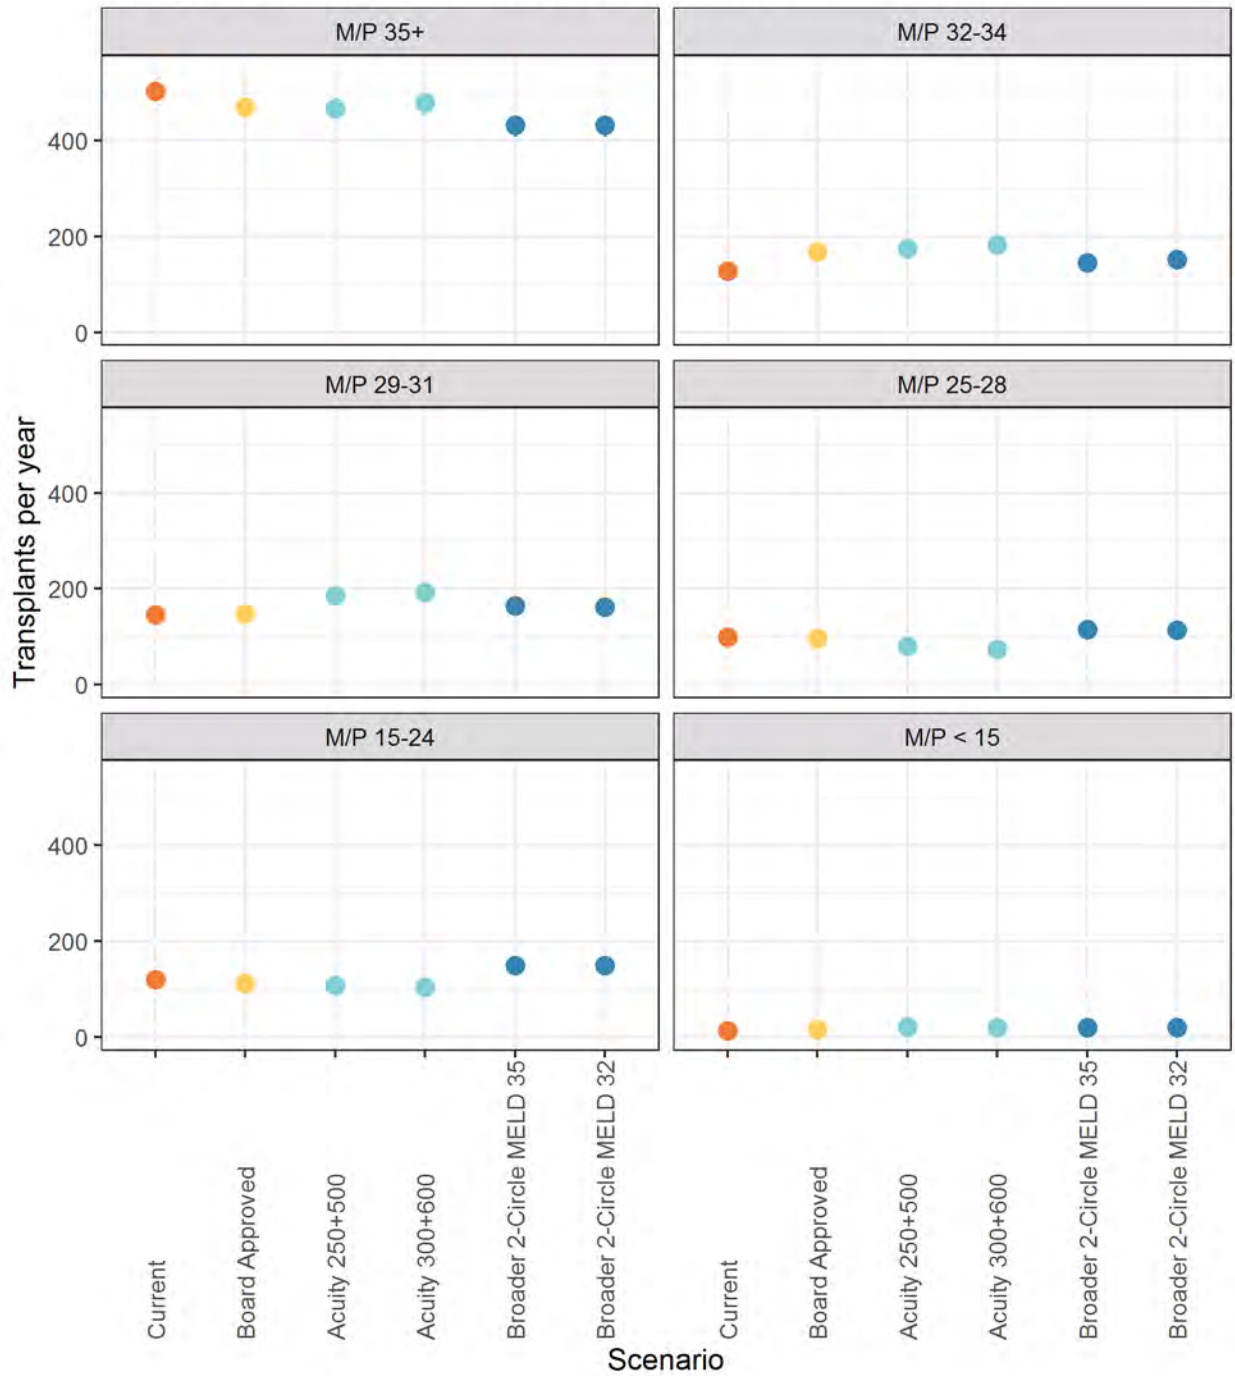 M/P 35+
M/P 32-34
400
200
0
M/P 29-31
M/P 25-28
400
200
0
M/P 15-24
M/P < 15
400
200
0
Transplants per year
Current
Board Approved
Acuity 250+500
Acuity 300+600
Broader 2-Circle MELD 35
Broader 2-Circle MELD 32
Current
Board Approved
Acuity 250+500
Acuity 300+600
Broader 2-Circle MELD 35
Broader 2-Circle MELD 32
Scenario